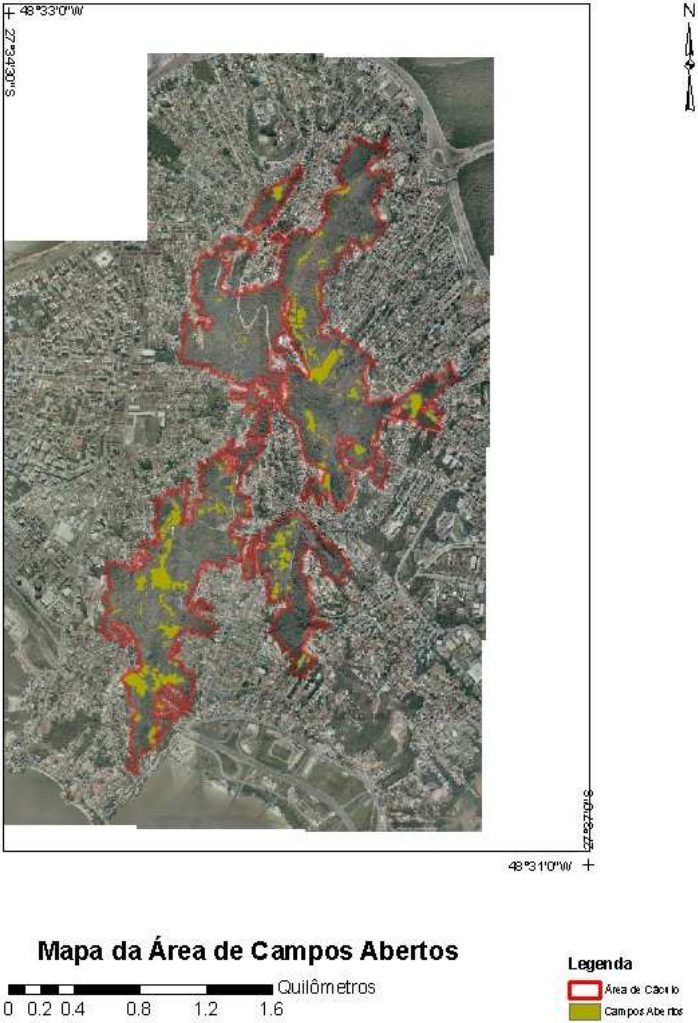 48°33'0"W
N
27°34'30"S
27°37'0"S
48°31'0"W
Mapa da Área de Campos Abertos
Quilômetros
0 0.2 0.4 0.8 1.2 1.6
Legenda
Área de Cálculo
Campos Abertos